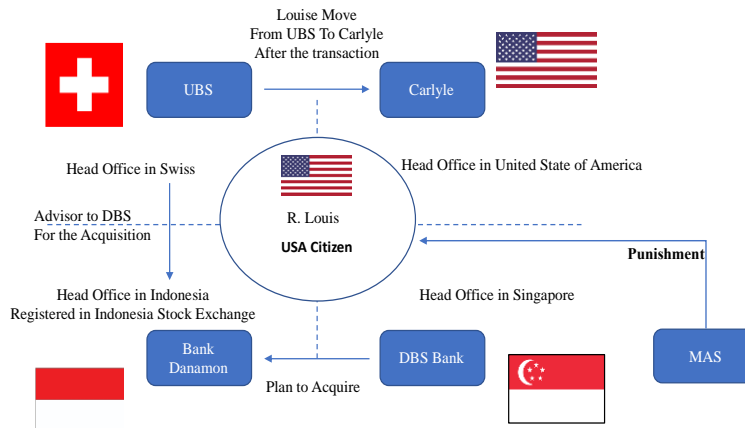 Louise Move
From UBS To Carlyle
After the transaction
UBS
Carlyle
Head Office in Swiss
Head Office in United State of America
R. Louis
USA Citizen
Advisor to DBS
For the Acquisition
Punishment
Head Office in Indonesia
Registered in Indonesia Stock Exchange
Head Office in Singapore
Bank
Danamon
DBS Bank
MAS
Plan to Acquire